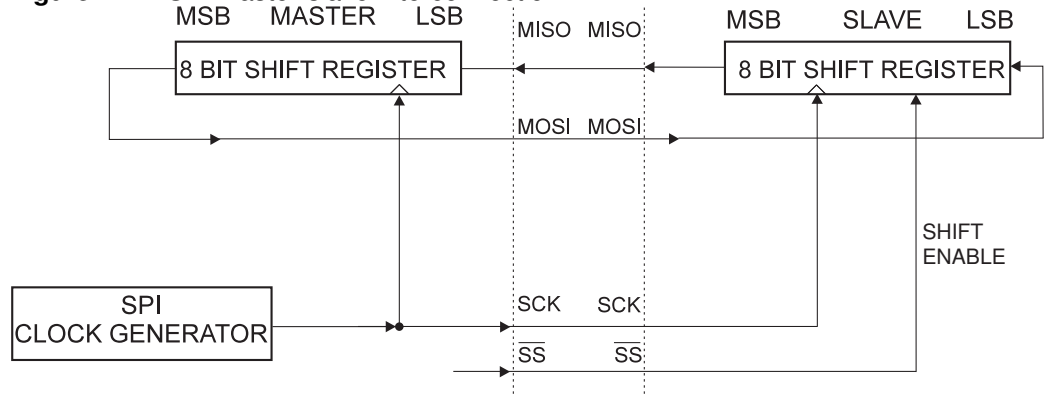 MSB MASTER LSB
MISO MISO
MSB SLAVE LSB
8 BIT SHIFT REGISTER
8 BIT SHIFT REGISTER
MOSI MOSI
SHIFT
ENABLE
SPI
CLOCK GENERATOR
SCK SCK
SS SS